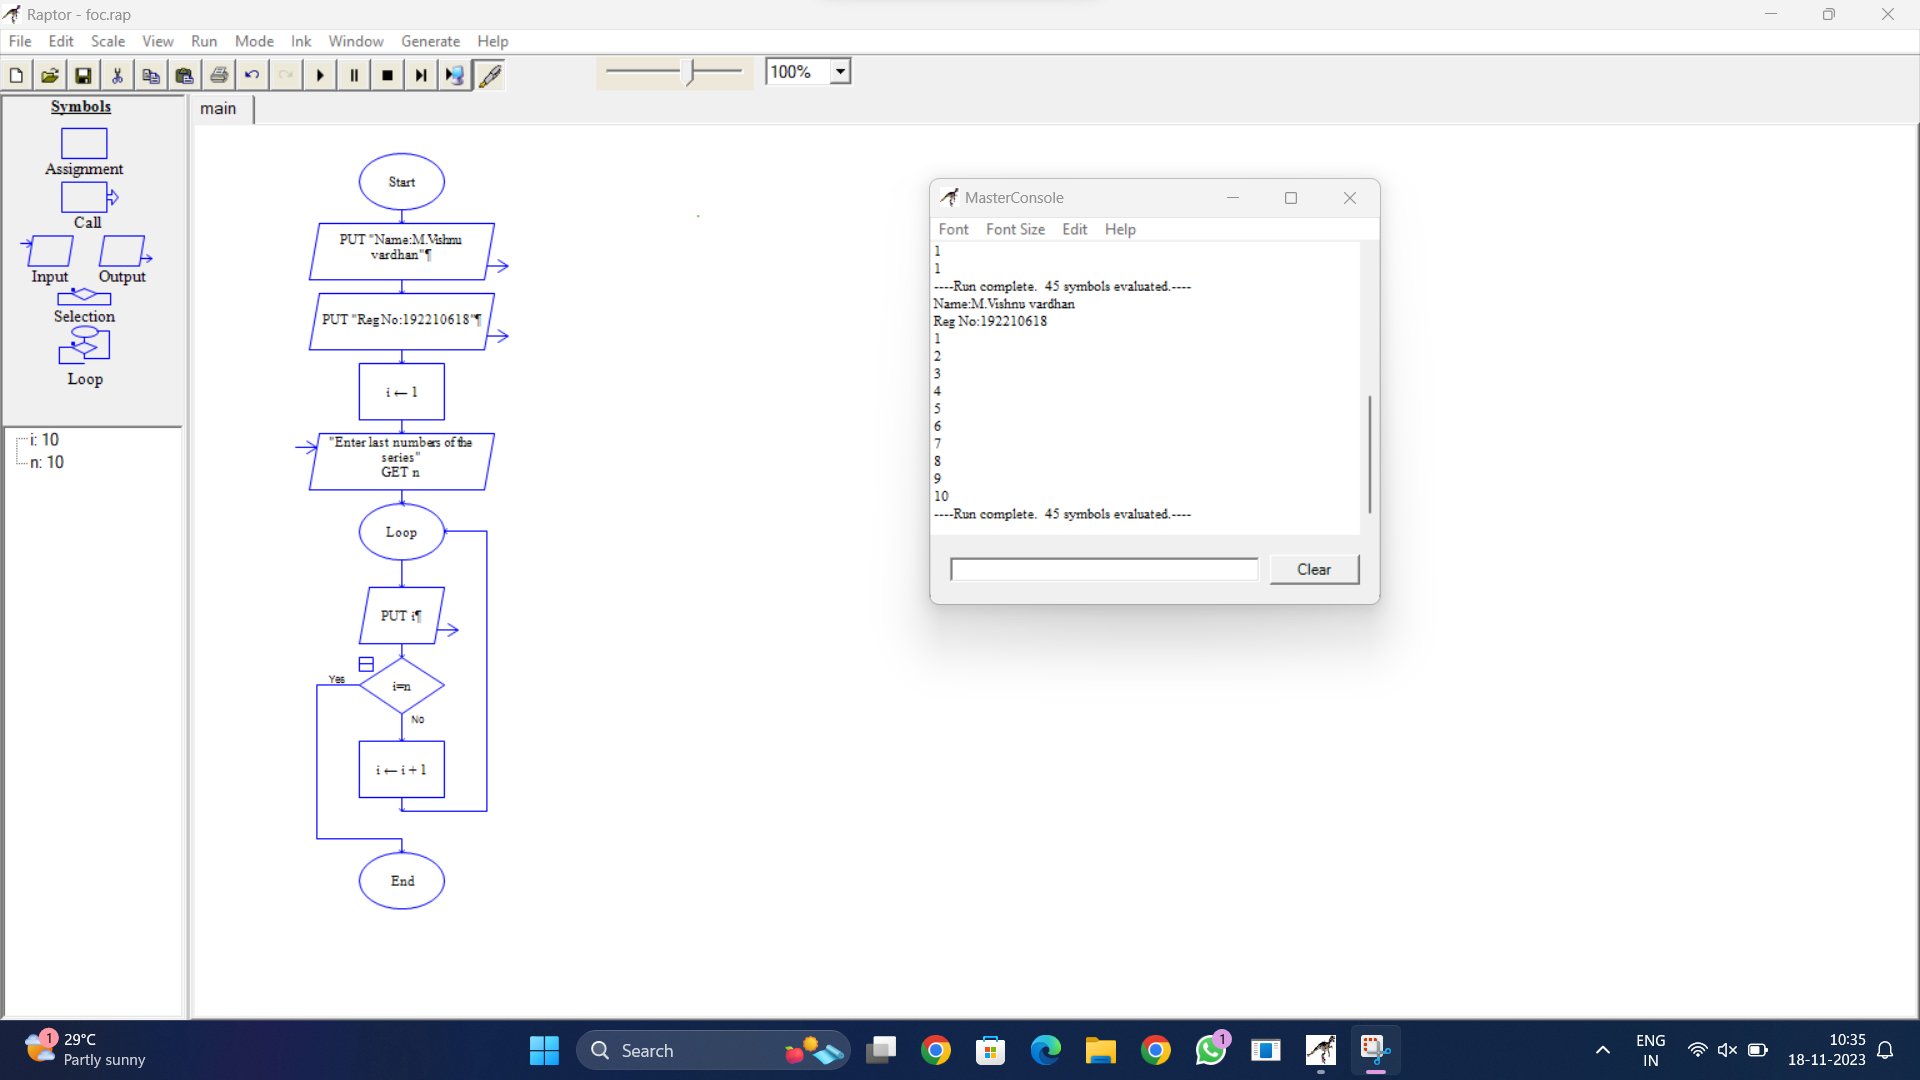 Raptor - foc.rap
File Edit Scale View Run Mode Ink Window Generate Help
100%
Symbols
Assignment
Call
Input Output
Selection
Loop
i: 10
n: 10
main
Start
PUT "Name:M.Vishnu
vardhan"¶
PUT "Reg No:192210618"¶
i ← 1
"Enter last numbers of the
series"
GET n
Loop
PUT i¶
Yes
i=n
No
i ← i + 1
End
MasterConsole
Font Font Size Edit Help
1
1
----Run complete.  45 symbols evaluated.----
Name:M.Vishnu vardhan
Reg No:192210618
1
2
3
4
5
6
7
8
9
10
----Run complete.  45 symbols evaluated.----
Clear
1
29°C
Partly sunny
Search
1
ENG
IN
10:35
18-11-2023